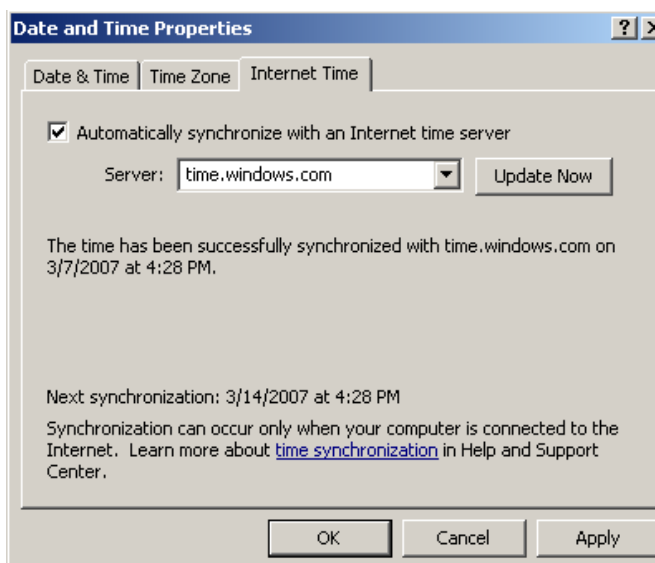 Date and Time Properties
Date & Time Time Zone Internet Time
Automatically synchronize with an Internet time server
Server: time.windows.com Update Now
The time has been successfully synchronized with time.windows.com on
3/7/2007 at 4:28 PM.
Next synchronization: 3/14/2007 at 4:28 PM
Synchronization can occur only when your computer is connected to the
Internet. Learn more about time synchronization in Help and Support
Center.
OK Cancel Apply